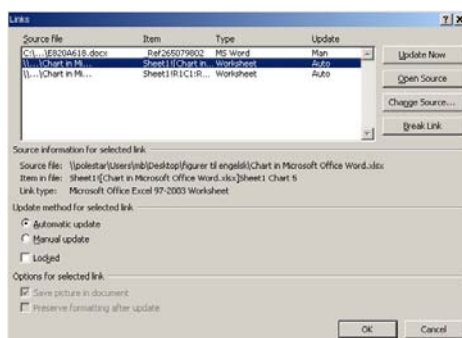 Links
Source file Item Type Update
C:\...\E820A618.docx Ref265079802 MS Word Man
\\...\Chart in Mi... Sheet1![Chart in... Worksheet Auto
\\...\Chart in Mi... Sheet1!R1C1:R... Worksheet Auto
Update Now
Open Source
Change Source...
Break Link
Source information for selected link
Source file: \\polestar\Users\mb\Desktop\figurer til engelsk\Chart in Microsoft Office Word.xlsx
Item in file: Sheet1![Chart in Microsoft Office Word.xlsx]Sheet1 Chart 6
Link type: Microsoft Office Excel 97-2003 Worksheet
Update method for selected link
Automatic update
Manual update
Locked
Options for selected link
Save picture in document
Preserve formatting after update
OK Cancel